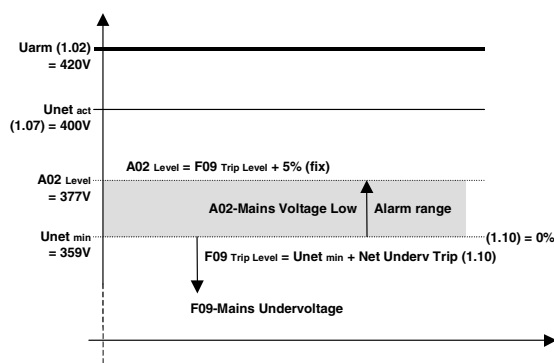 Uarm (1.02)
= 420V
Unet act
(1.07) = 400V
A02 Level = F09 Trip Level + 5% (fix)
A02 Level
= 377V
A02-Mains Voltage Low
Alarm range
Unet min
= 359V
(1.10) = 0%
F09 Trip Level = Unet min + Net Underv Trip (1.10)
F09-Mains Undervoltage